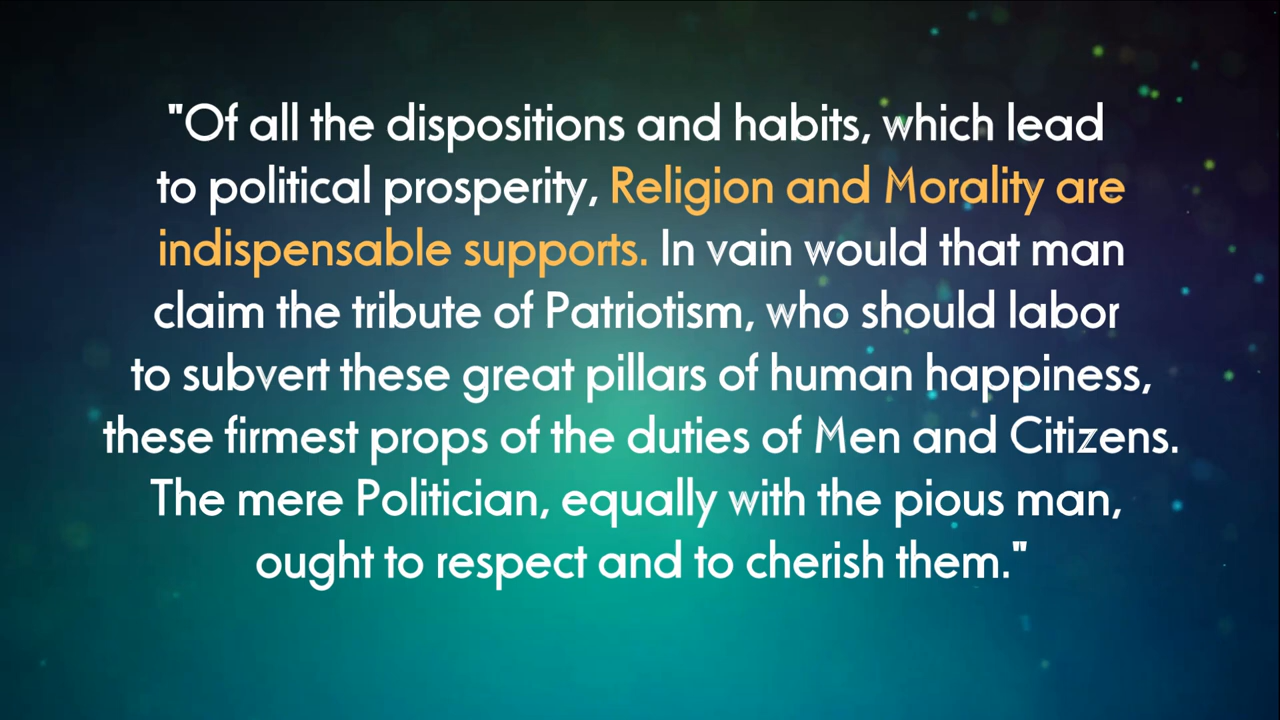 "Of all the dispositions and habits, which lead
to political prosperity, Religion and Morality are
indispensable supports. In vain would that man
claim the tribute of Patriotism, who should labor
to subvert these great pillars of human happiness,
these firmest props of the duties of Men and Citizens.
The mere Politician, equally with the pious man,
ought to respect and to cherish them."